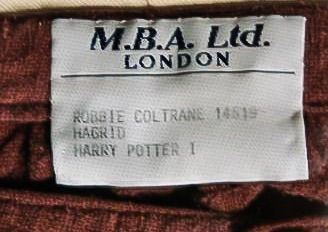 M.B.A. Ltd.
LONDON
ROBBIE COLTRANE 14519
HAGRID
HARRY POTTER I